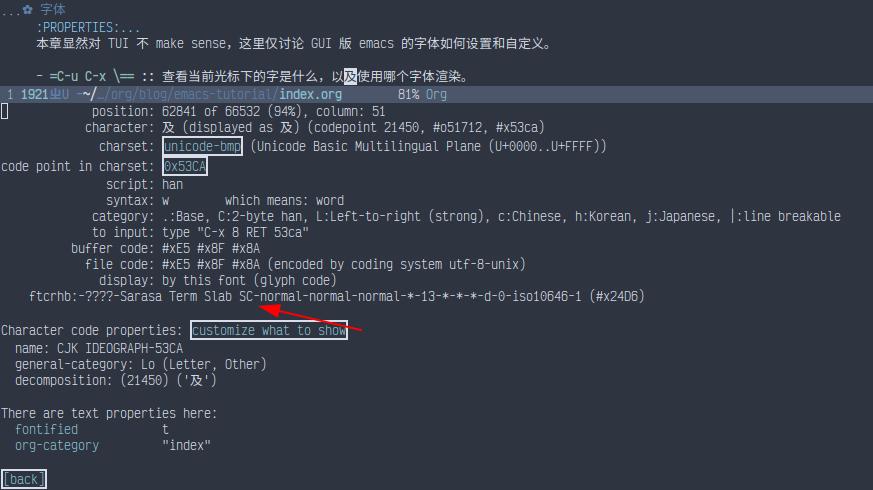 ...✿ 字体
:PROPERTIES:...
本章显然对 TUI 不 make sense，这里仅讨论 GUI 版 emacs 的字体如何设置和自定义。
- =C-u C-x \== :: 查看当前光标下的字是什么，以及使用哪个字体渲染。
1 1921 U -~/…/org/blog/emacs-tutorial/index.org 81% Org
position: 62841 of 66532 (94%), column: 51
character: 及 (displayed as 及) (codepoint 21450, #o51712, #x53ca)
charset: unicode-bmp (Unicode Basic Multilingual Plane (U+0000..U+FFFF))
code point in charset: 0x53CA
script: han
syntax: w which means: word
category: .:Base, C:2-byte han, L:Left-to-right (strong), c:Chinese, h:Korean, j:Japanese, |:line breakable
to input: type "C-x 8 RET 53ca"
buffer code: #xE5 #x8F #x8A
file code: #xE5 #x8F #x8A (encoded by coding system utf-8-unix)
display: by this font (glyph code)
ftcrhb:-????-Sarasa Term Slab SC-normal-normal-normal-*-13-*-*-*-d-0-iso10646-1 (#x24D6)
Character code properties: customize what to show
name: CJK IDEOGRAPH-53CA
general-category: Lo (Letter, Other)
decomposition: (21450) ('及')
There are text properties here:
fontified t
org-category "index"
[back]